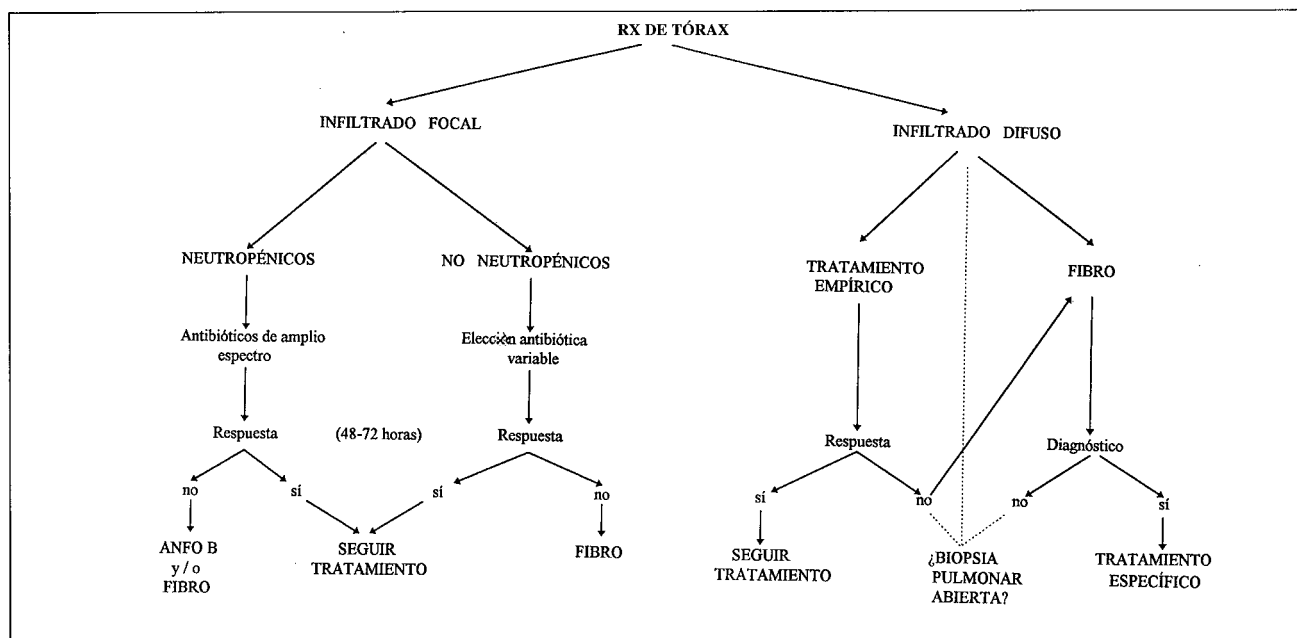 RX DE TÓRAX
INFILTRADO FOCAL
INFILTRADO DIFUSO
NEUTROPÉNICOS
NO NEUTROPÉNICOS
TRATAMIENTO
EMPÍRICO
FIBRO
Antibióticos de amplio
espectro
Elección antibiótica
variable
Respuesta
(48-72 horas)
Respuesta
Respuesta
Diagnóstico
no
sí
sí
no
sí
no
no
sí
ANFO B
y / o
FIBRO
SEGUIR
TRATAMIENTO
FIBRO
SEGUIR
TRATAMIENTO
¿BIOPSIA
PULMONAR
ABIERTA?
TRATAMIENTO
ESPECÍFICO